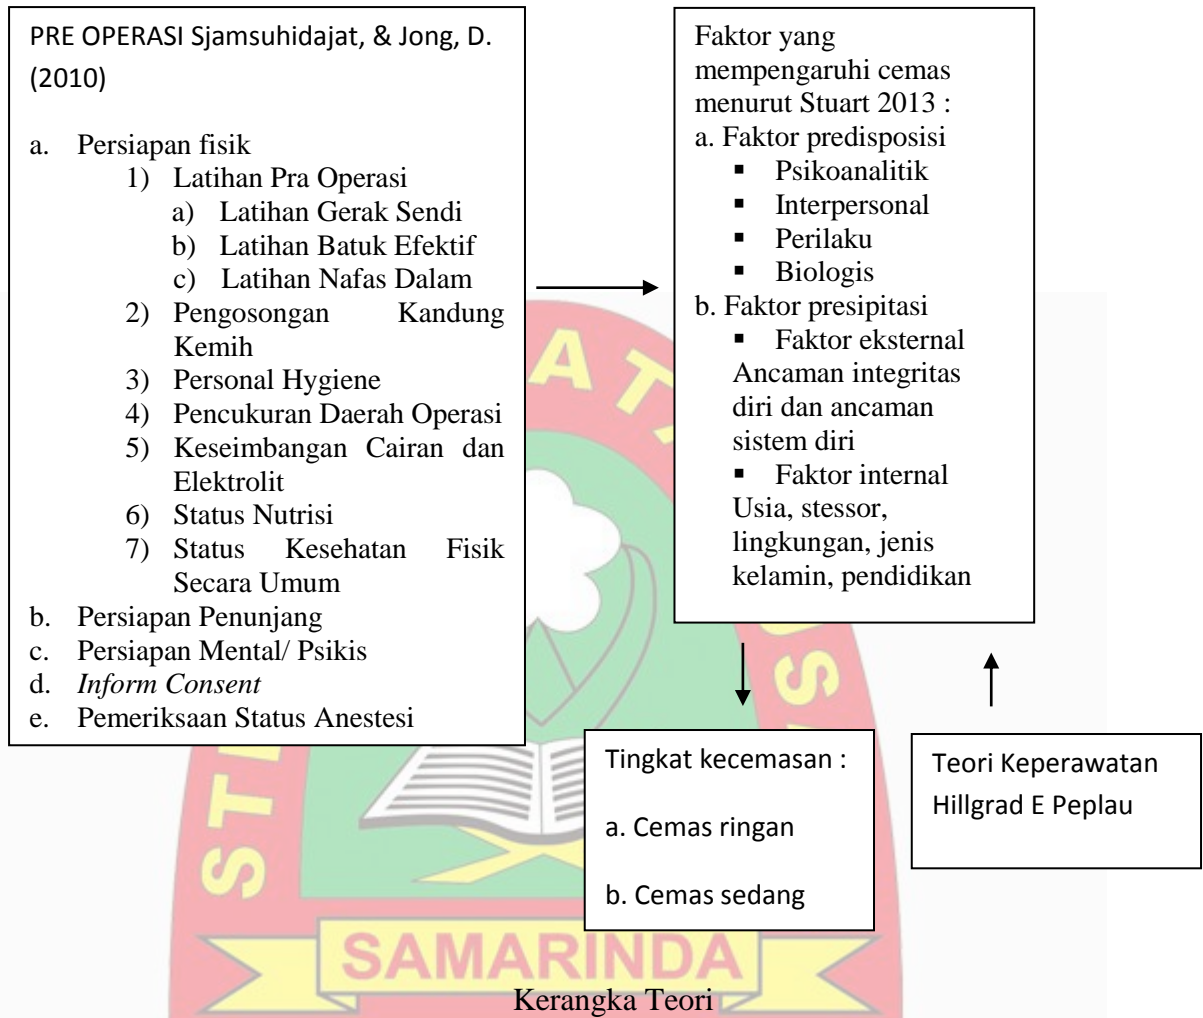 PRE OPERASI Sjamsuhidajat, & Jong, D.
(2010)
a. Persiapan fisik
1) Latihan Pra Operasi
a) Latihan Gerak Sendi
b) Latihan Batuk Efektif
c) Latihan Nafas Dalam
2) Pengosongan Kandung
Kemih
3) Personal Hygiene
4) Pencukuran Daerah Operasi
5) Keseimbangan Cairan dan
Elektrolit
6) Status Nutrisi
7) Status Kesehatan Fisik
Secara Umum
b. Persiapan Penunjang
c. Persiapan Mental/ Psikis
d. Inform Consent
e. Pemeriksaan Status Anestesi
Faktor yang
mempengaruhi cemas
menurut Stuart 2013 :
a. Faktor predisposisi
▪ Psikoanalitik
▪ Interpersonal
▪ Perilaku
▪ Biologis
b. Faktor presipitasi
▪ Faktor eksternal
Ancaman integritas
diri dan ancaman
sistem diri
▪ Faktor internal
Usia, stessor,
lingkungan, jenis
kelamin, pendidikan
Tingkat kecemasan :
a. Cemas ringan
b. Cemas sedang
Teori Keperawatan
Hillgrad E Peplau
SAMARINDA
Kerangka Teori